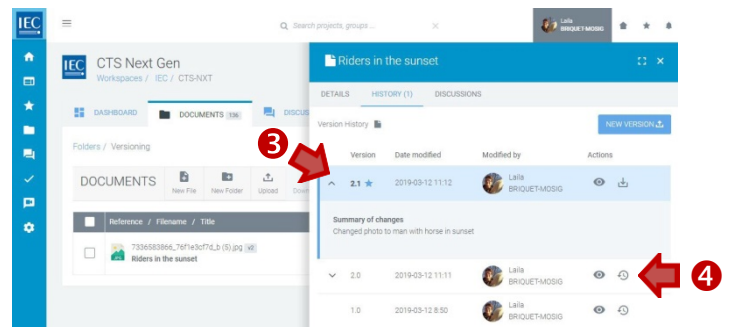 IEC
Search projects, groups ...
Laila
BRIQUET-MOSIG
IEC
CTS Next Gen
Workspaces / IEC / CTS-NXT
DASHBOARD
DOCUMENTS 136
DISCUS
Folders / Versioning
DOCUMENTS
New File
New Folder
Upload
Down
Reference / Filename / Title
7336583866_76f1e3cf7d_b (5).jpg v2
Riders in the sunset
Riders in the sunset
DETAILS
HISTORY (1)
DISCUSSIONS
Version History
NEW VERSION
Version Date modified Modified by Actions
3
2.1 2019-03-12 11:12 Laila
BRIQUET-MOSIG
Summary of changes
Changed photo to man with horse in sunset
2.0 2019-03-12 11:11 Laila
BRIQUET-MOSIG
4
1.0 2019-03-12 8:50 Laila
BRIQUET-MOSIG